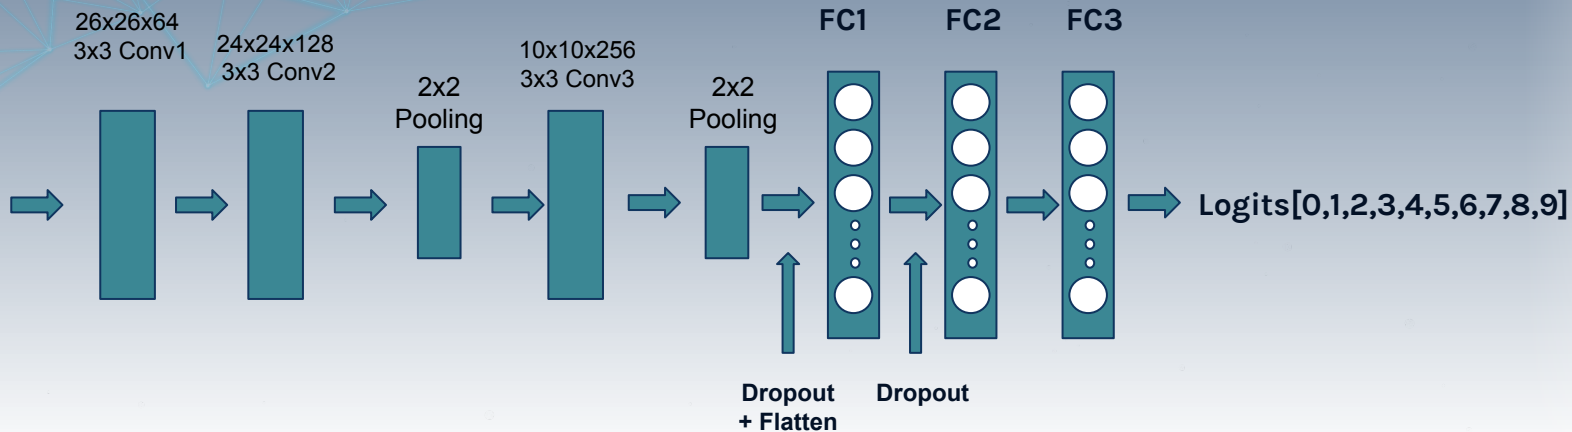 26x26x64
3x3 Conv1
24x24x128
3x3 Conv2
2x2
Pooling
10x10x256
3x3 Conv3
2x2
Pooling
FC1
FC2
FC3
Logits[0,1,2,3,4,5,6,7,8,9]
Dropout
+ Flatten
Dropout